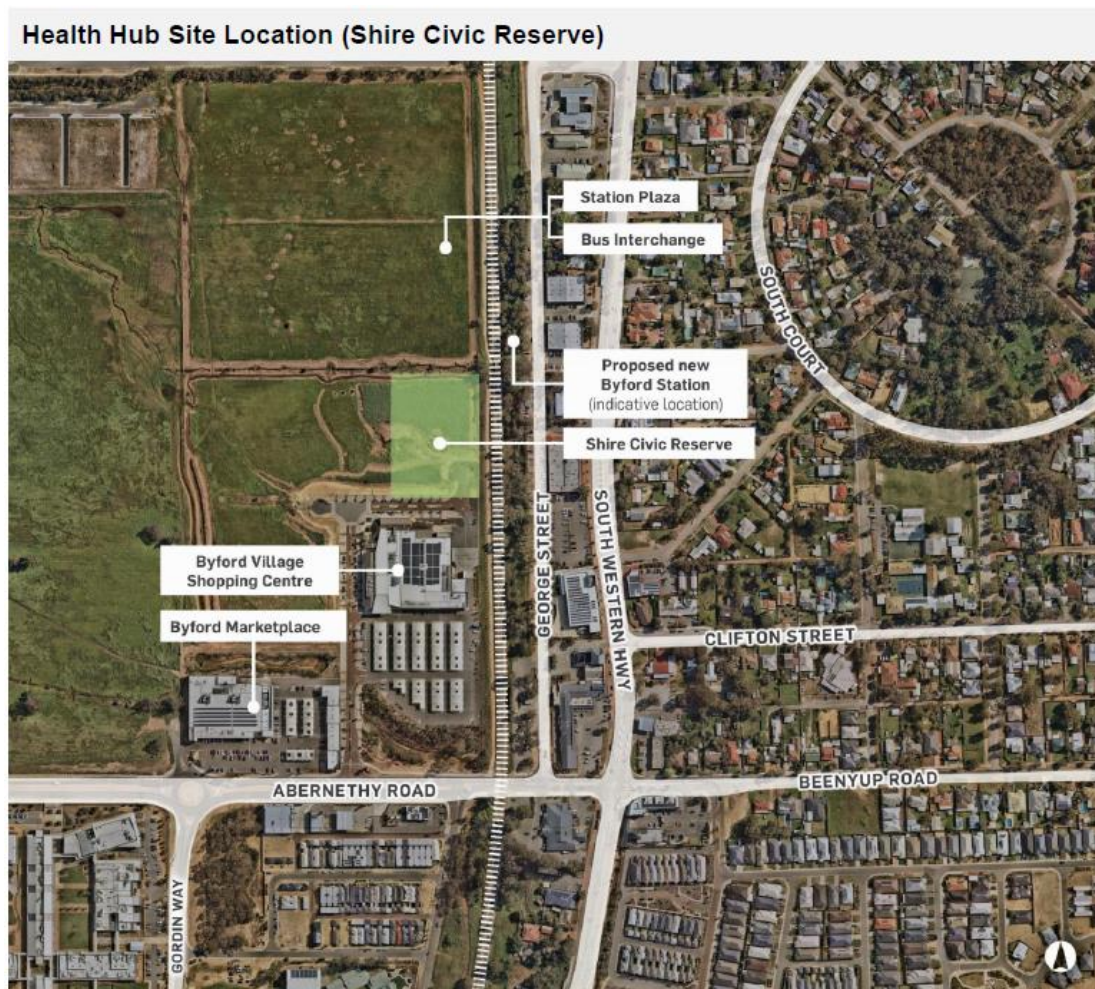 Health Hub Site Location (Shire Civic Reserve)
Station Plaza
Bus Interchange
SOUTH COURT
Proposed new
Byford Station
(indicative location)
Shire Civic Reserve
GEORGE STREET
SOUTH WESTERN HWY
Byford Village
Shopping Centre
Byford Marketplace
CLIFTON STREET
ABERNETHY ROAD
BEENYUP ROAD
GORDIN WAY